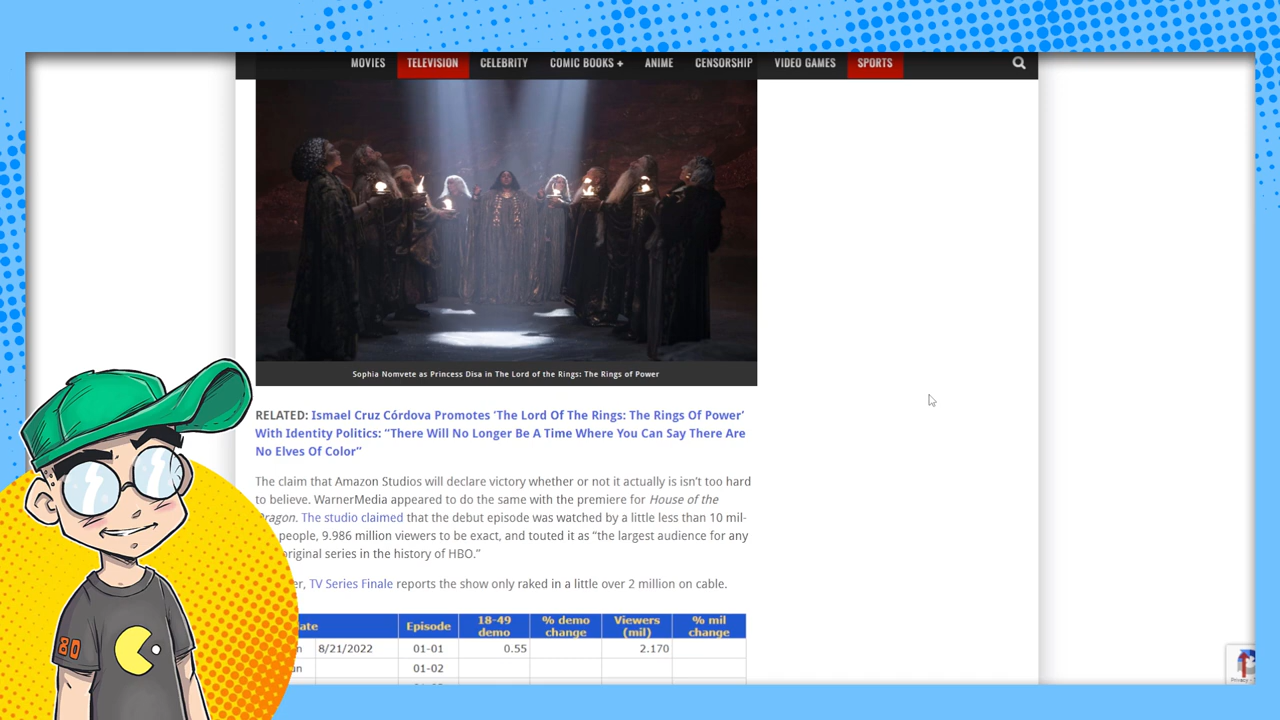 MOVIES TELEVISION CELEBRITY COMIC BOOKS + ANIME CENSORSHIP VIDEO GAMES SPORTS
Sophia Nomvete as Princess Disa in The Lord of the Rings: The Rings of Power
RELATED: Ismael Cruz Córdova Promotes ‘The Lord Of The Rings: The Rings Of Power’
With Identity Politics: “There Will No Longer Be A Time Where You Can Say There Are
No Elves Of Color”
The claim that Amazon Studios will declare victory whether or not it actually is isn’t too hard
to believe. WarnerMedia appeared to do the same with the premiere for House of the
Dragon. The studio claimed that the debut episode was watched by a little less than 10 mil-
people, 9.986 million viewers to be exact, and touted it as “the largest audience for any
original series in the history of HBO.”
TV Series Finale reports the show only raked in a little over 2 million on cable.
Episode 18-49 demo % demo change Viewers (mil) % mil change
8/21/2022 01-01 0.55 2.170
01-02
80